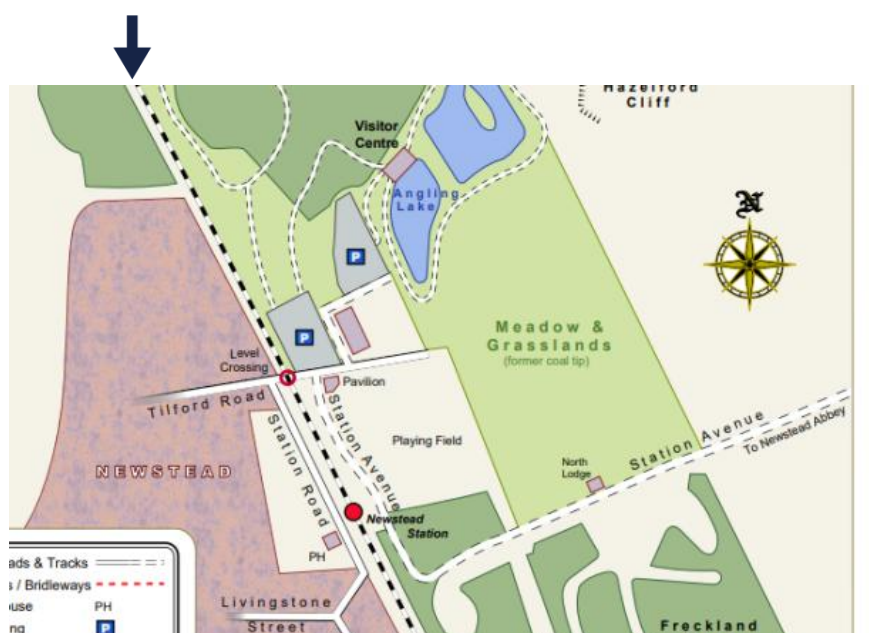 Hazelford
Cliff
Visitor
Centre
Angling
Lake
N
P
Meadow &
Grasslands
(former coal tip)
P
Level
Crossing
Pavilion
Tilford Road
Station Road
Station Avenue
Playing Field
Station Avenue
To Newstead Abbey
NEWSTEAD
North
Lodge
Newstead
Station
PH
ads & Tracks
s / Bridleways
ouse PH
ng P
Livingstone
Street
Freckland